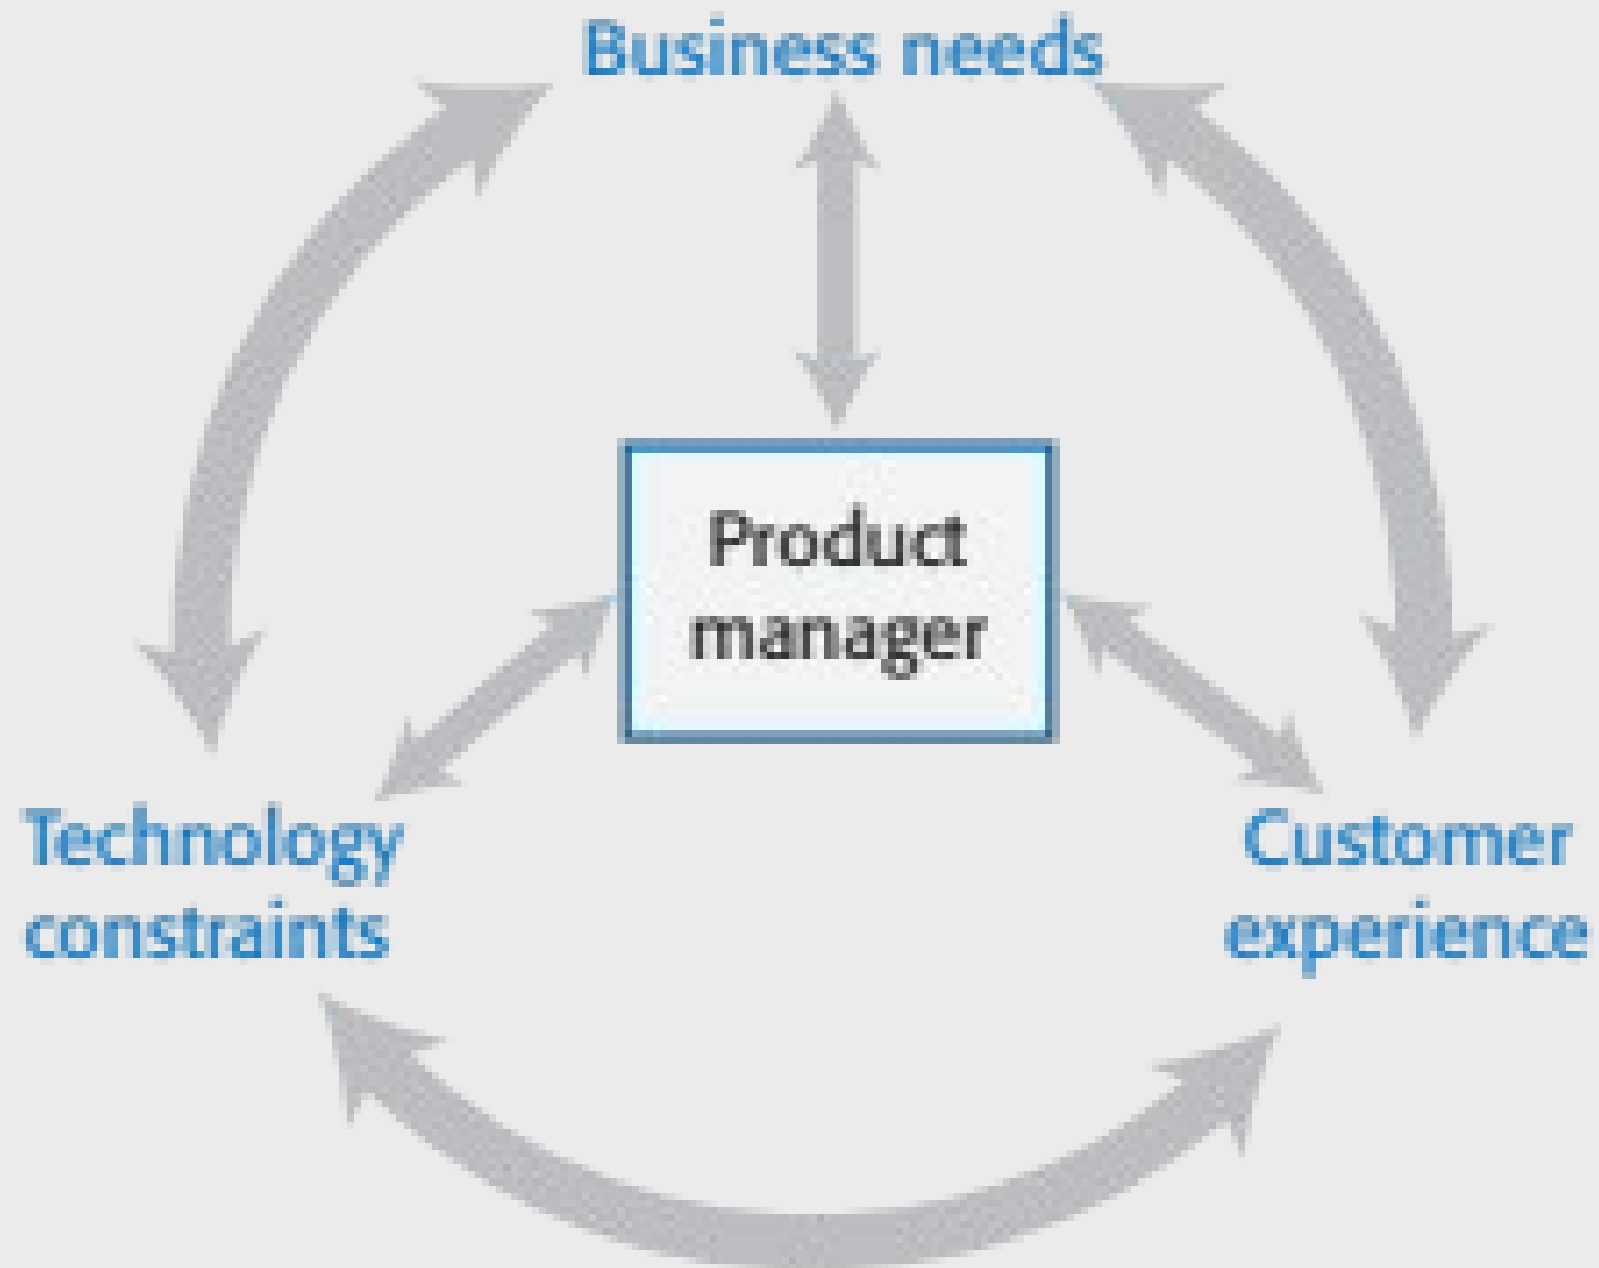 Business needs
Product
manager
Technology
constraints
Customer
experience